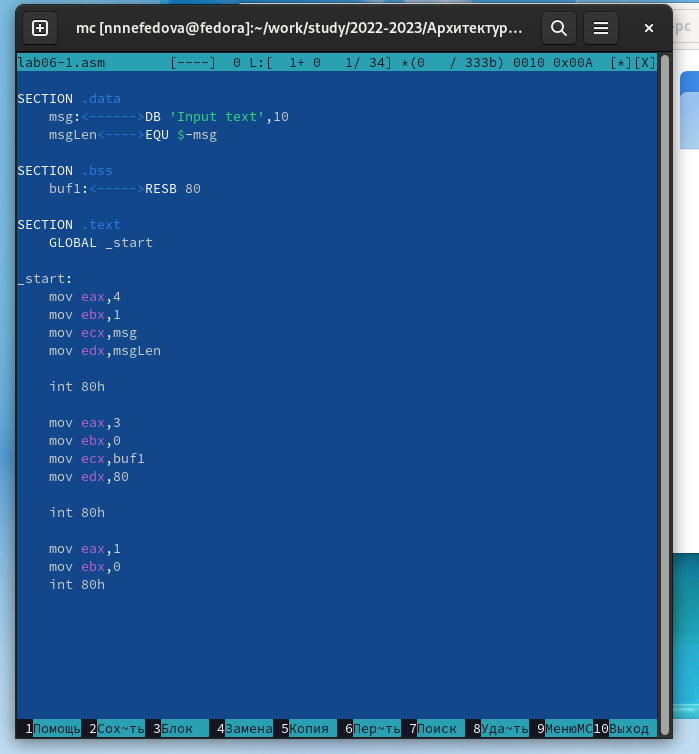 mc [nnnefedova@fedora]:~/work/study/2022-2023/Архитектур...
рс
lab06-1.asm [----] 0 L:[ 1+ 0 1/ 34] *(0 / 333b) 0010 0x00A [*][X]
SECTION .data
msg:<------>DB 'Input text',10
msgLen<---->EQU $-msg
SECTION .bss
buf1:<----->RESB 80
SECTION .text
GLOBAL _start
_start:
mov eax,4
mov ebx,1
mov ecx,msg
mov edx,msgLen
int 80h
mov eax,3
mov ebx,0
mov ecx,buf1
mov edx,80
int 80h
mov eax,1
mov ebx,0
int 80h
1Помощь 2Сох~ть 3Блок 4Замена 5Копия 6Пер~ть 7Поиск 8Уда~ть 9МенюMC 10Выход